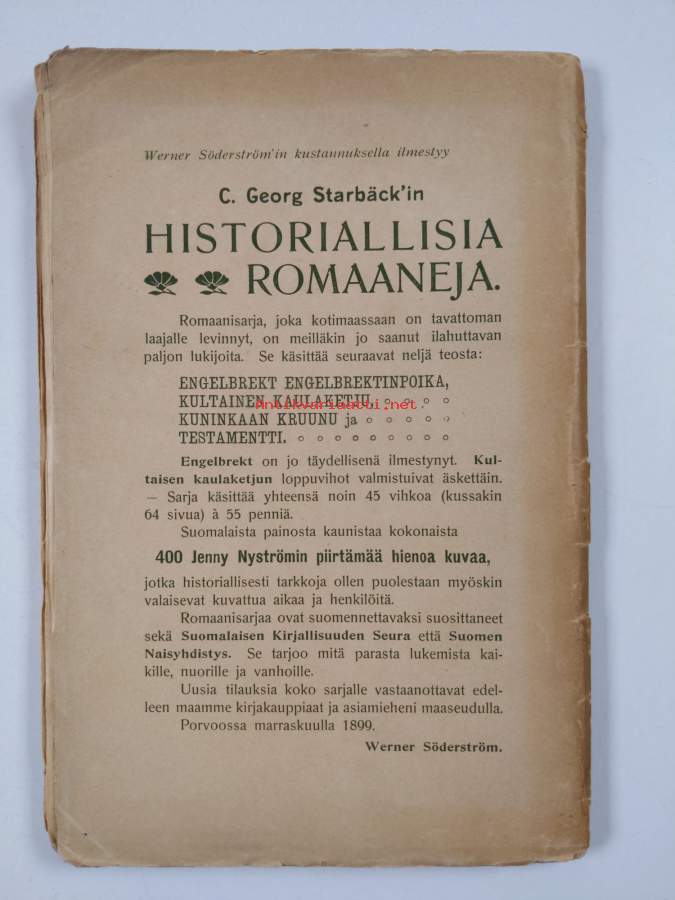 Werner Söderström'in kustannuksella ilmestyy
C. Georg Starbäck'in
HISTORIALLISIA
ROMAANEJA.
Romaanisarja, joka kotimaassaan on tavattoman
laajalle levinnyt, on meilläkin jo saanut ilahuttavan
paljon lukijoita. Se käsittää seuraavat neljä teosta:
ENGELBREKT ENGELBREKTINPOIKA,
KULTAINEN KAULAKETJU,
Antikvariaatti.net
KUNINKAAN KRUUNU ja
TESTAMENTTI.
Engelbrekt on jo täydellisenä ilmestynyt. Kul-
taisen kaulaketjun loppuvihot valmistuivat äskettäin.
— Sarja käsittää yhteensä noin 45 vihkoa (kussakin
64 sivua) à 55 penniä.
Suomalaista painosta kaunistaa kokonaista
400 Jenny Nyströmin piirtämää hienoa kuvaa,
jotka historiallisesti tarkkoja ollen puolestaan myöskin
valaisevat kuvattua aikaa ja henkilöitä.
Romaanisarjaa ovat suomennettavaksi suosittaneet
sekä Suomalaisen Kirjallisuuden Seura että Suomen
Naisyhdistys. Se tarjoo mitä parasta lukemista kai-
kille, nuorille ja vanhoille.
Uusia tilauksia koko sarjalle vastaanottavat edel-
leen maamme kirjakauppiaat ja asiamieheni maaseudulla.
Porvoossa marraskuulla 1899.
Werner Söderström.